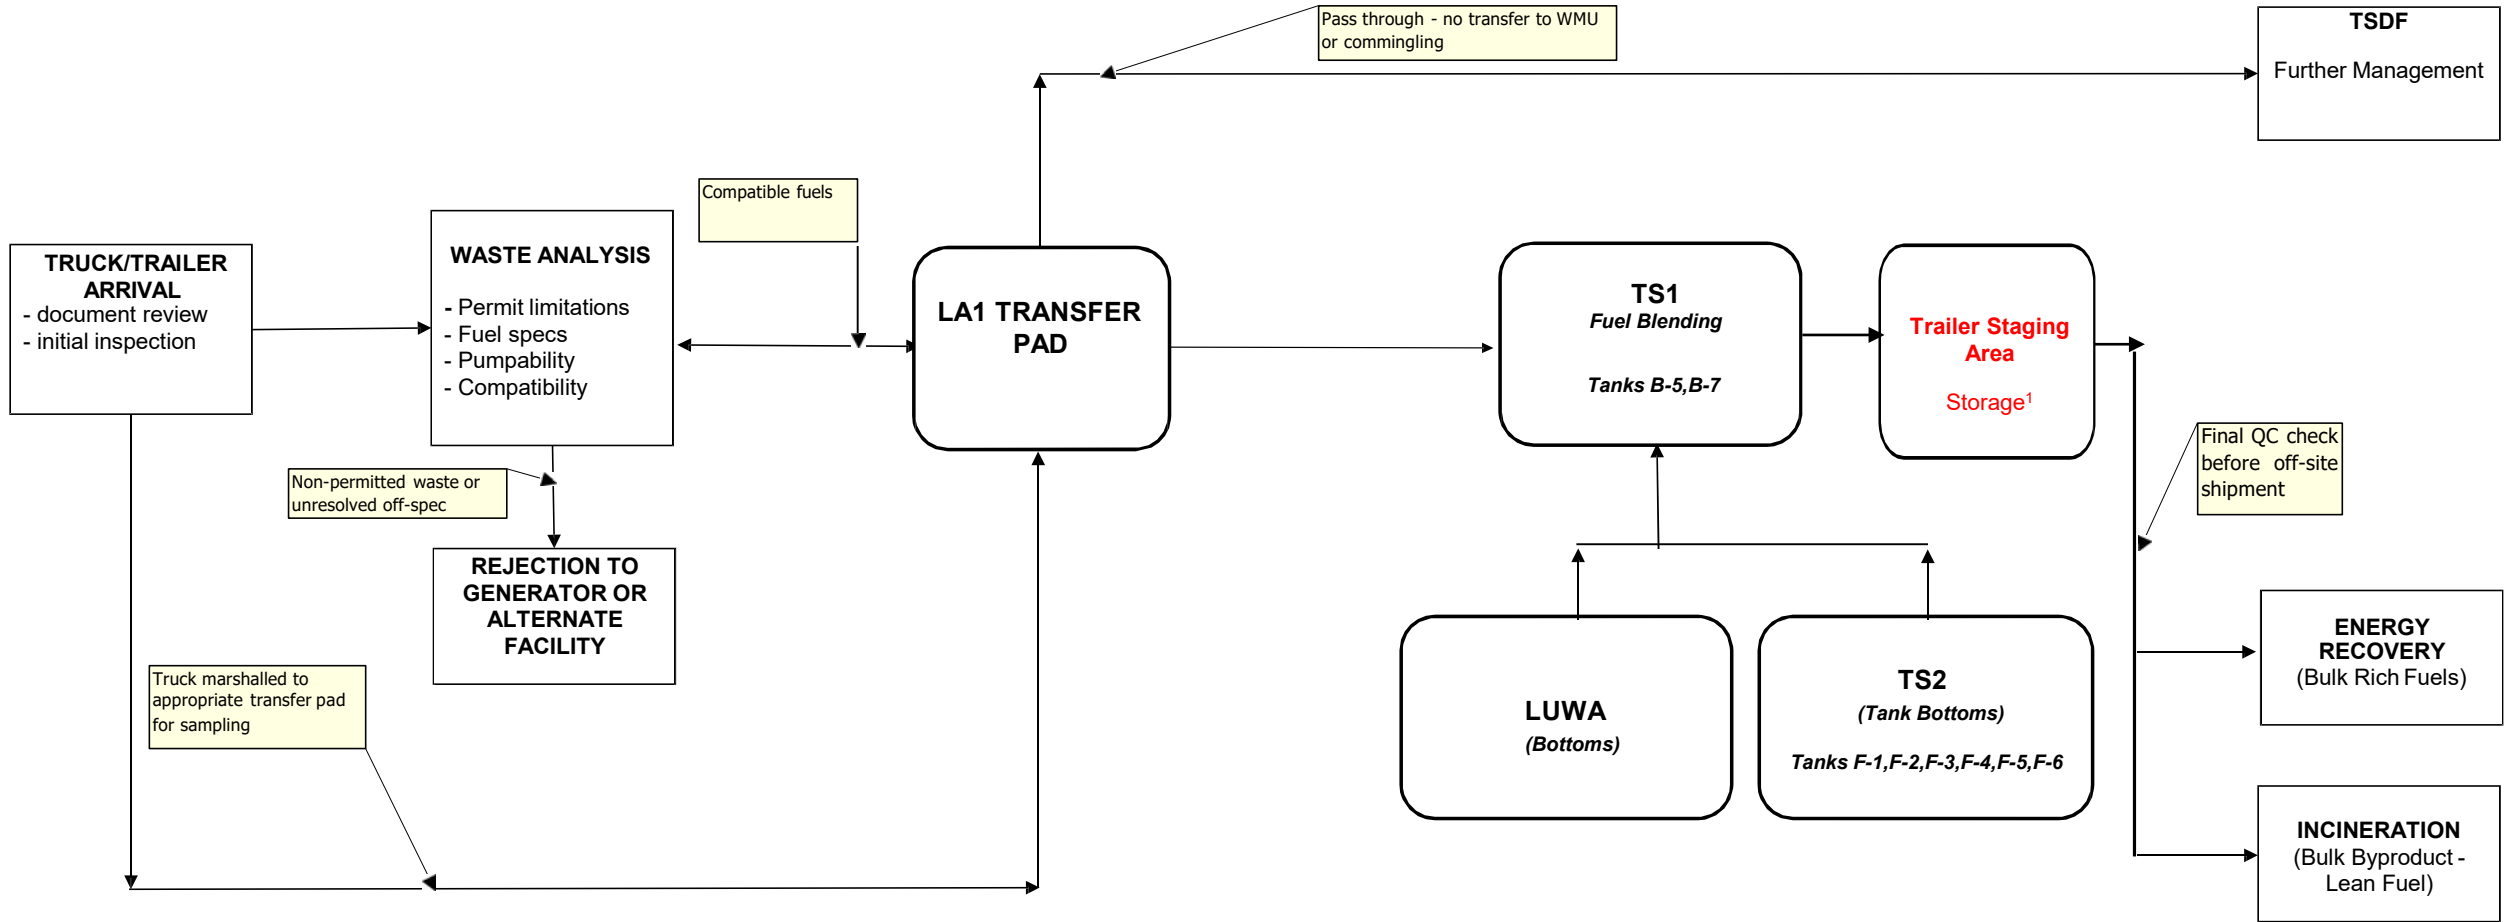 Pass through - no transfer to WMU
or commingling
TSDF
Further Management
Compatible fuels
TRUCK/TRAILER
ARRIVAL
- document review
- initial inspection
WASTE ANALYSIS
- Permit limitations
- Fuel specs
- Pumpability
- Compatibility
LA1 TRANSFER
PAD
TS1
Fuel Blending
Tanks B-5,B-7
Trailer Staging
Area
Storage¹
Final QC check
before off-site
shipment
Non-permitted waste or
unresolved off-spec
REJECTION TO
GENERATOR OR
ALTERNATE
FACILITY
Truck marshalled to
appropriate transfer pad
for sampling
LUWA
(Bottoms)
TS2
(Tank Bottoms)
Tanks F-1,F-2,F-3,F-4,F-5,F-6
ENERGY
RECOVERY
(Bulk Rich Fuels)
INCINERATION
(Bulk Byproduct -
Lean Fuel)